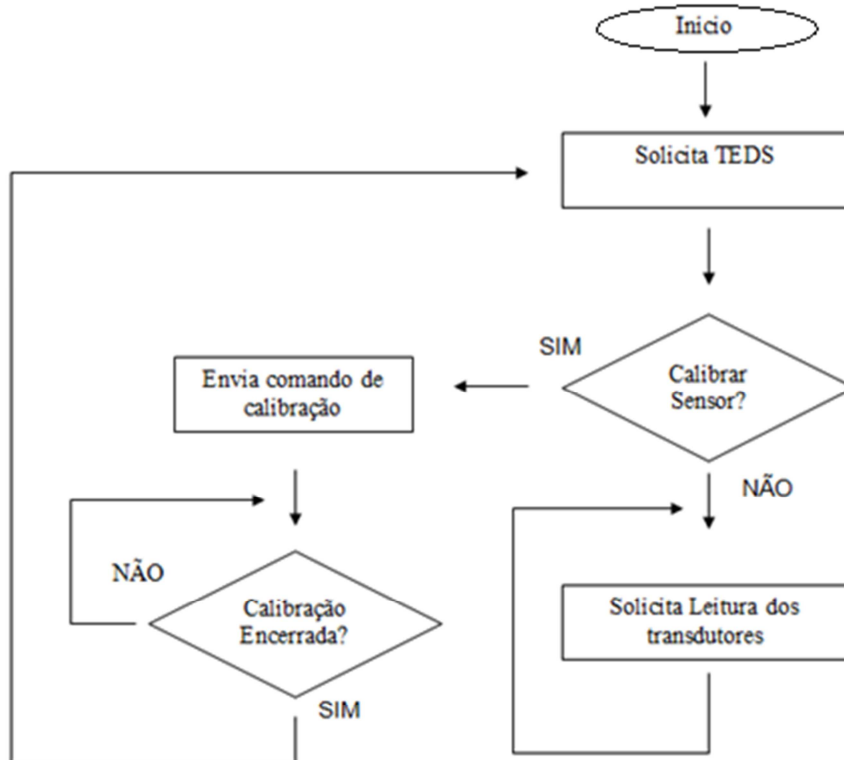 Inicio
Solicita TEDS
SIM
Calibrar
Sensor?
Envia comando de
calibração
NÃO
NÃO
Calibração
Encerrada?
Solicita Leitura dos
transdutores
SIM